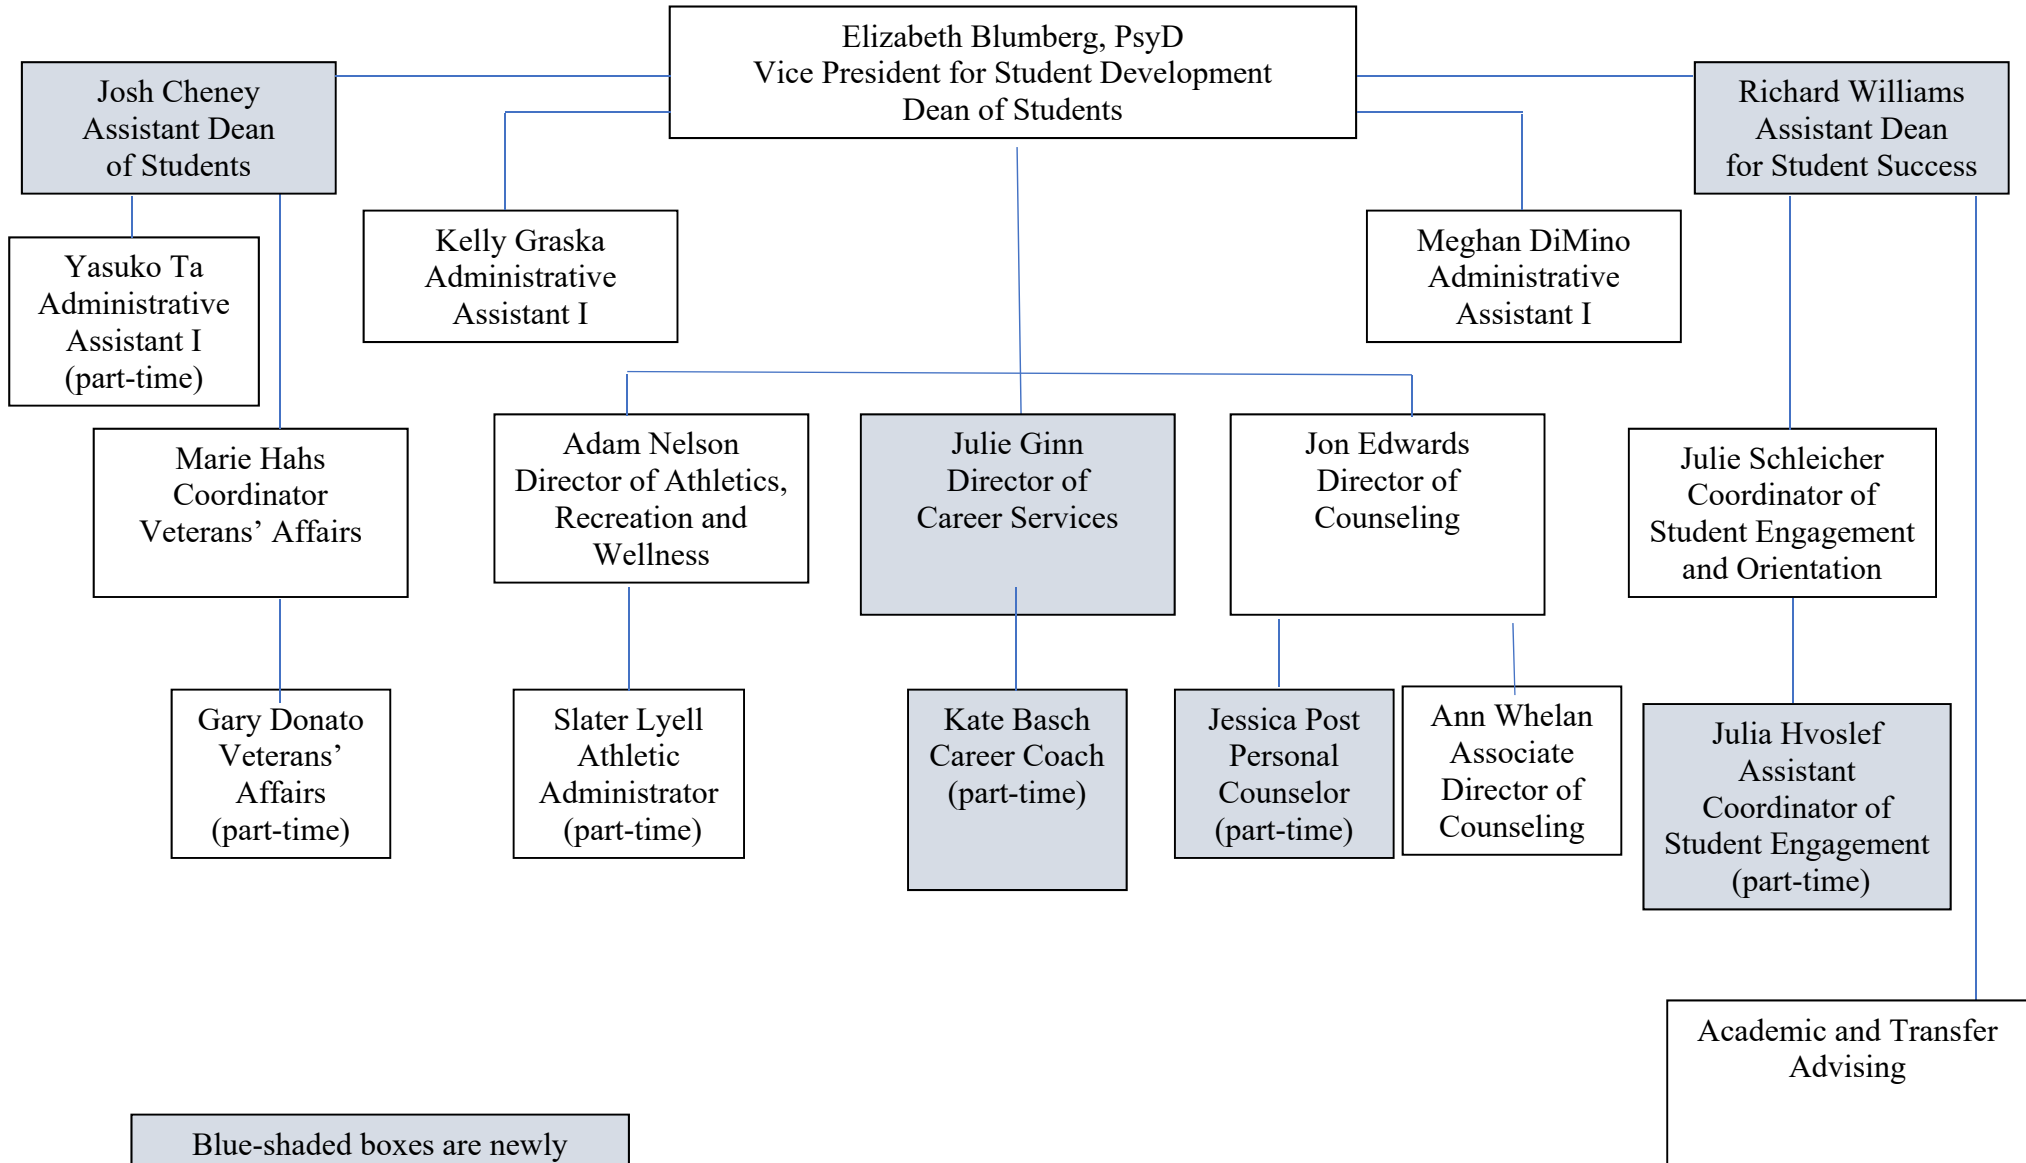 Elizabeth Blumberg, PsyD
Vice President for Student Development
Dean of Students
Josh Cheney
Assistant Dean
of Students
Richard Williams
Assistant Dean
for Student Success
Yasuko Ta
Administrative
Assistant I
(part-time)
Kelly Graska
Administrative
Assistant I
Meghan DiMino
Administrative
Assistant I
Marie Hahs
Coordinator
Veterans’ Affairs
Adam Nelson
Director of Athletics,
Recreation and
Wellness
Julie Ginn
Director of
Career Services
Jon Edwards
Director of
Counseling
Julie Schleicher
Coordinator of
Student Engagement
and Orientation
Gary Donato
Veterans’
Affairs
(part-time)
Slater Lyell
Athletic
Administrator
(part-time)
Kate Basch
Career Coach
(part-time)
Jessica Post
Personal
Counselor
(part-time)
Ann Whelan
Associate
Director of
Counseling
Julia Hvoslef
Assistant
Coordinator of
Student Engagement
(part-time)
Academic and Transfer
Advising
Blue-shaded boxes are newly